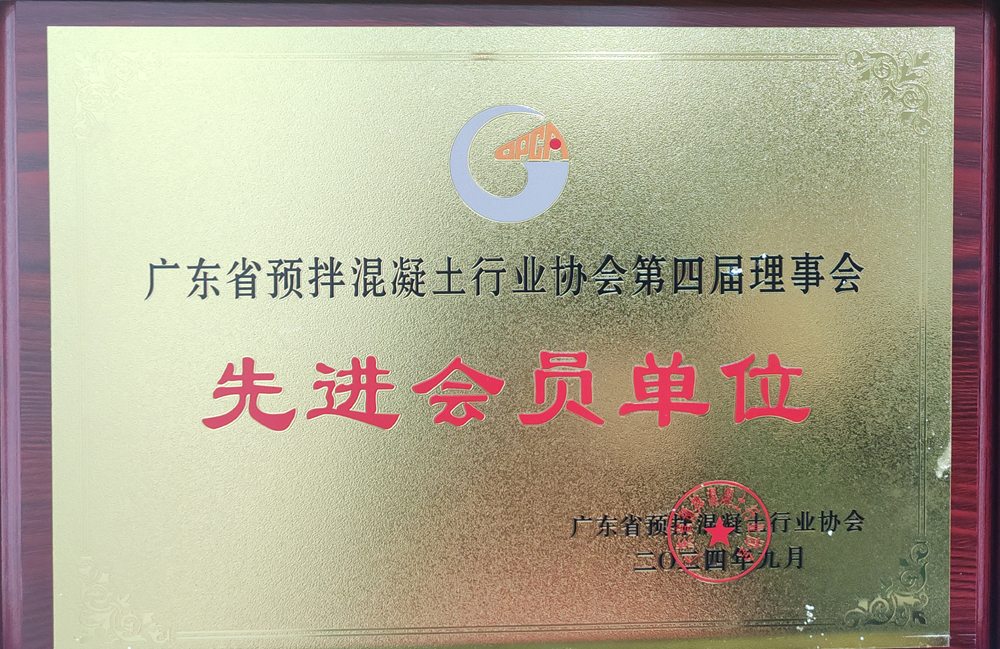 GDPCA
广东省预拌混凝土行业协会第四届理事会
先进会员单位
广东省预拌混凝土行业协会
二〇二四年九月